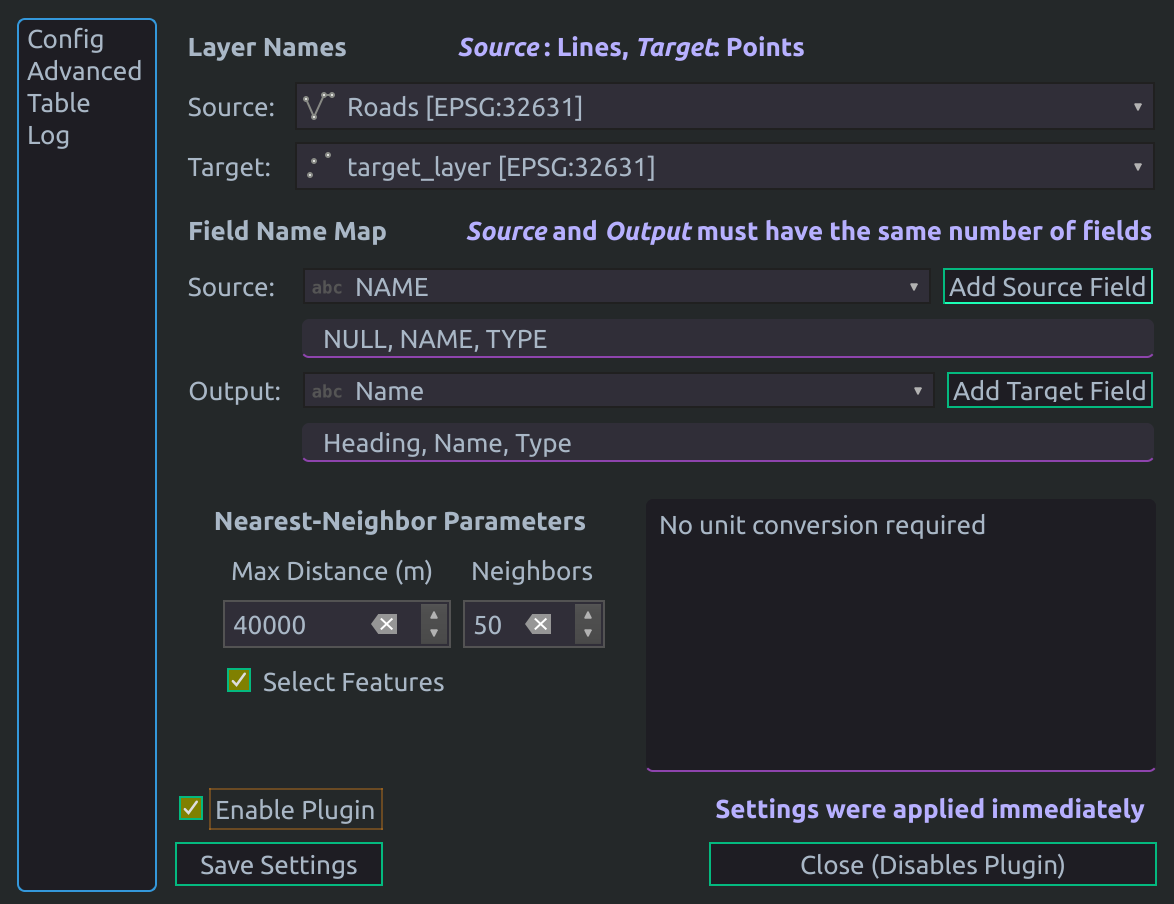 Config
Advanced
Table
Log
Layer Names
Source: Lines, Target: Points
Source: Roads [EPSG:32631]
Target: target_layer [EPSG:32631]
Field Name Map
Source and Output must have the same number of fields
Source: abc NAME Add Source Field
NULL, NAME, TYPE
Output: abc Name Add Target Field
Heading, Name, Type
Nearest-Neighbor Parameters
Max Distance (m) Neighbors
40000 50
Select Features
No unit conversion required
Enable Plugin
Settings were applied immediately
Save Settings
Close (Disables Plugin)